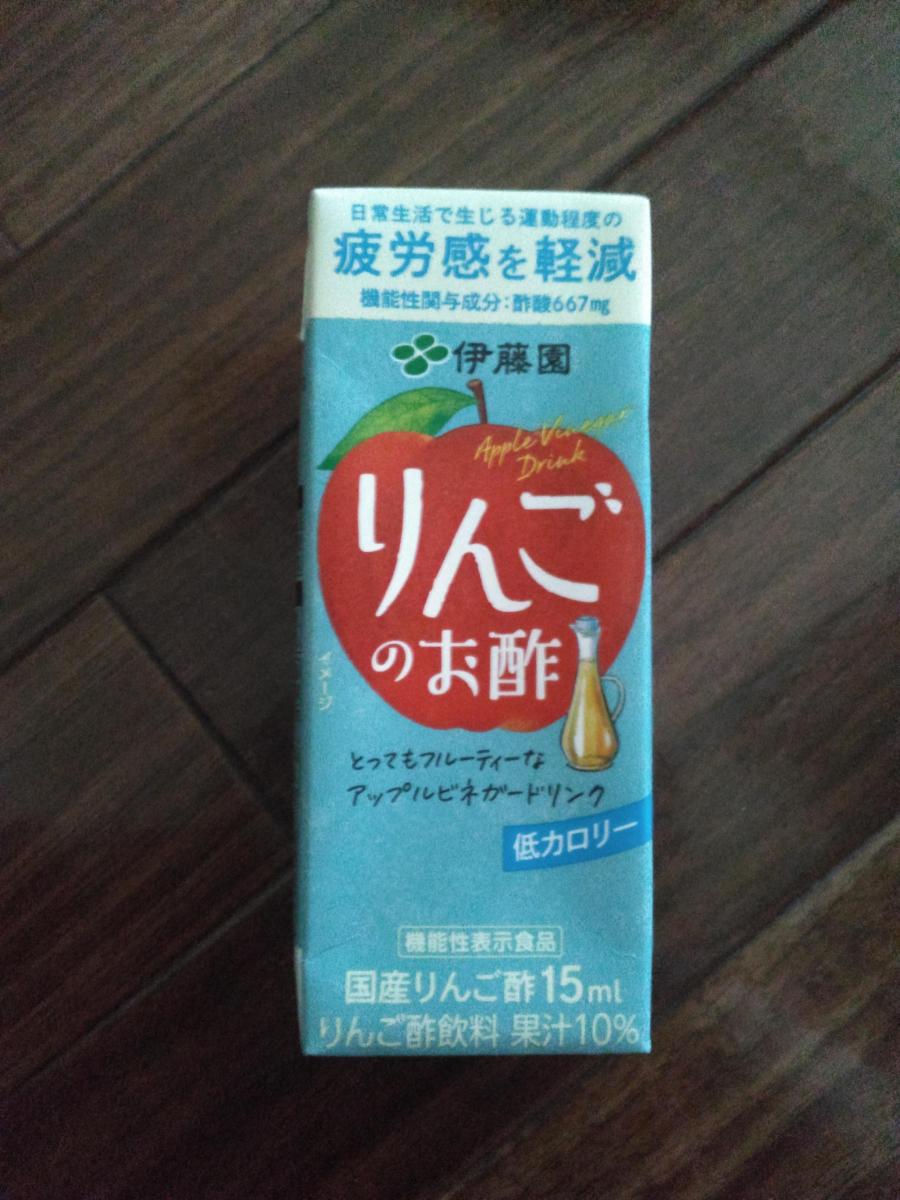 日常生活で生じる運動程度の
疲労感を軽減
機能性関与成分：酢酸667mg
伊藤園
Apple Vinegar
Drink
りんご
のお酢
イメージ
とってもフルーティーな
アップルビネガードリンク
低カロリー
機能性表示食品
国産りんご酢15ml
りんご酢飲料 果汁10%